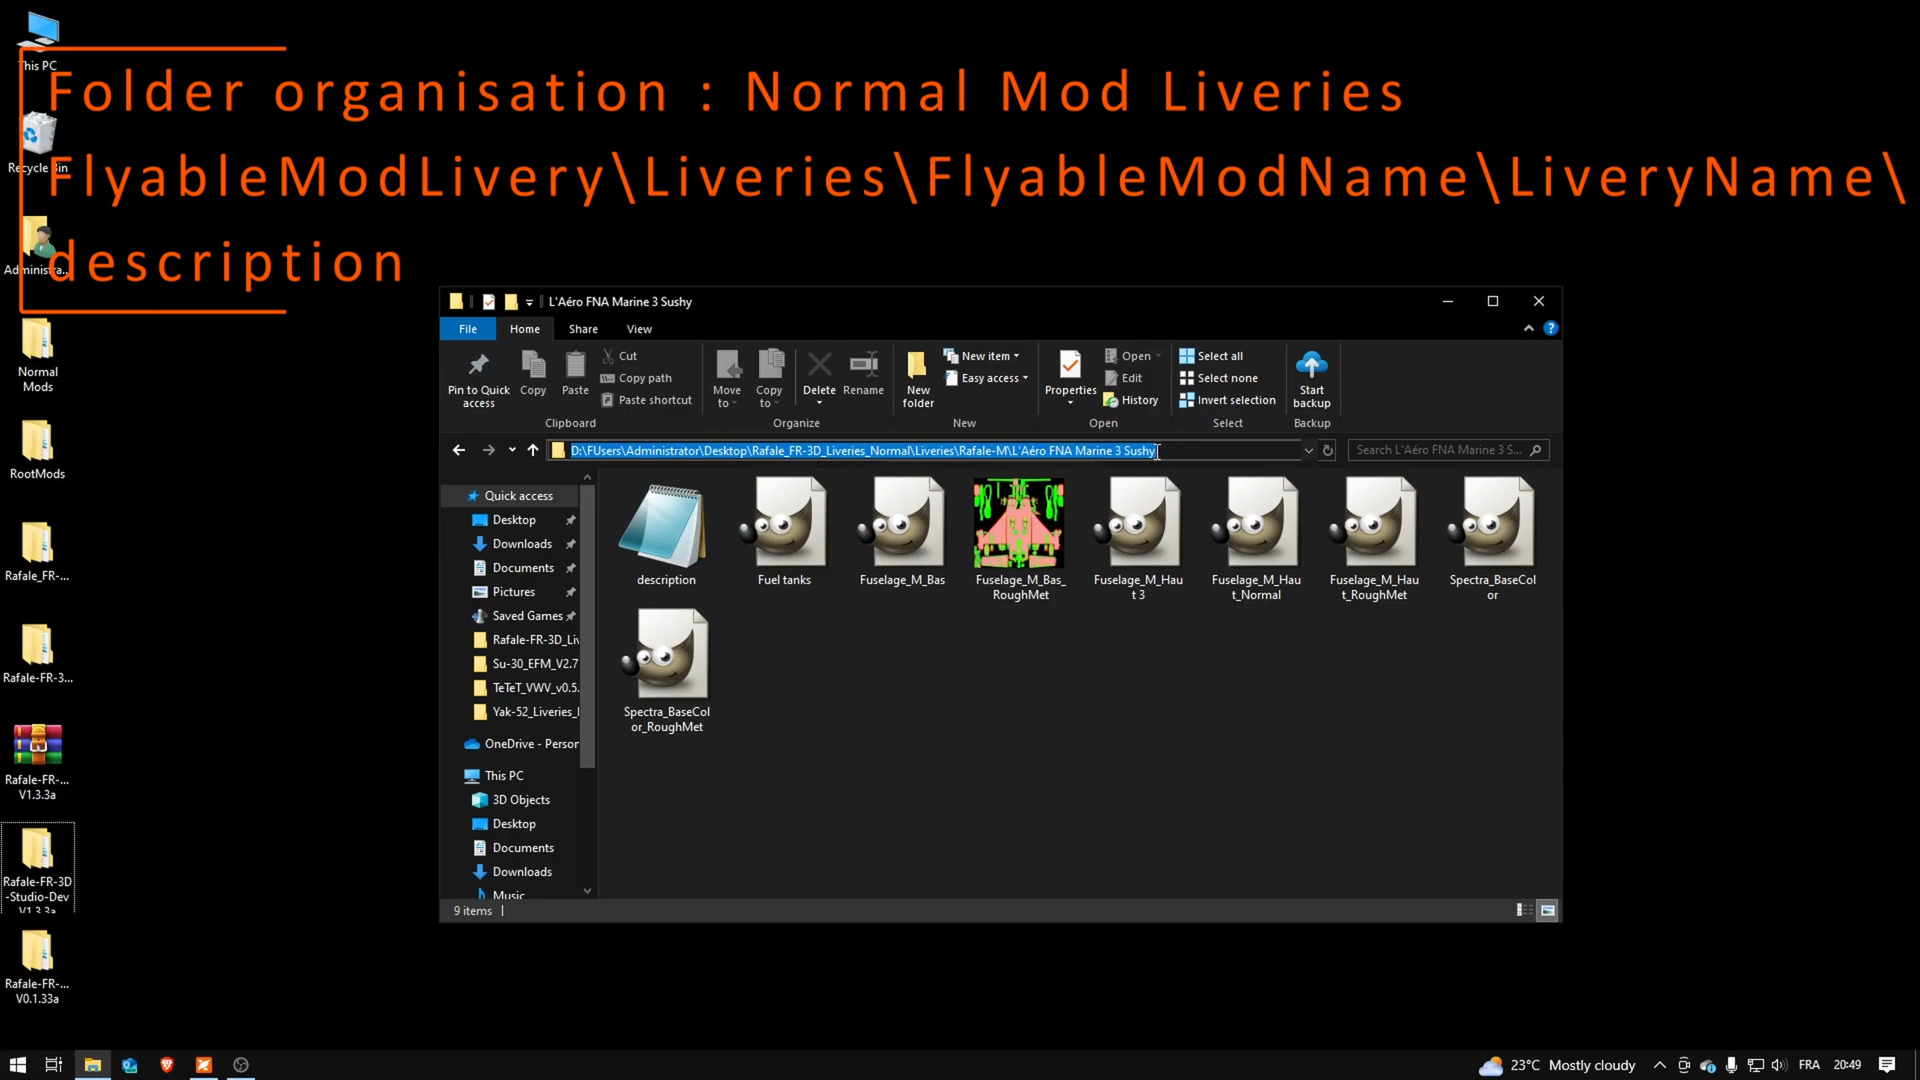 Folder organisation : Normal Mod Liveries
FlyableModLivery\Liveries\FlyableModName\LiveryName\
description
This PC
Recycle Bin
Administra...
Normal
Mods
RootMods
Rafale_FR-...
Rafale-FR-3...
Rafale-FR-...
V1.3.3a
Rafale-FR-3D
-Studio-Dev
V1.3.3a
Rafale-FR-...
V0.1.33a
L'Aéro FNA Marine 3 Sushy
File
Home
Share
View
Pin to Quick
access
Copy
Paste
Cut
Copy path
Paste shortcut
Clipboard
Move
to
Copy
to
Delete
Rename
Organize
New
folder
New item
Easy access
New
Properties
Open
Edit
History
Open
Select all
Select none
Invert selection
Select
Start
backup
Backup
D:\FUsers\Administrator\Desktop\Rafale_FR-3D_Liveries_Normal\Liveries\Rafale-M\L'Aéro FNA Marine 3 Sushy
Search L'Aéro FNA Marine 3 S...
Quick access
Desktop
Downloads
Documents
Pictures
Saved Games
Rafale-FR-3D_Liv
Su-30_EFM_V2.7
TeTeT_VWV_v0.5.
Yak-52_Liveries_
OneDrive - Person
This PC
3D Objects
Desktop
Documents
Downloads
Music
description
Fuel tanks
Fuselage_M_Bas
Fuselage_M_Bas_
RoughMet
Fuselage_M_Hau
t 3
Fuselage_M_Hau
t_Normal
Fuselage_M_Hau
t_RoughMet
Spectra_BaseCol
or
Spectra_BaseCol
or_RoughMet
9 items
23°C Mostly cloudy
FRA
20:49